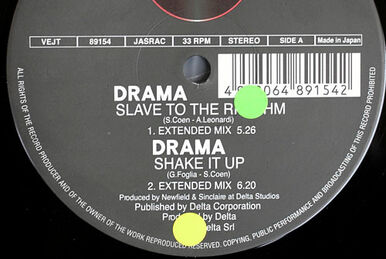 VEJT 89154 JASRAC 33 RPM STEREO SIDE A Made in Japan
DRAMA
SLAVE TO THE
(S.Coen - A.Leonardi)
1. EXTENDED MIX 5.26
DRAMA
SHAKE IT UP
(G.Foglia - S.Coen)
2. EXTENDED MIX 6.20
Produced by Newfield & Sinclaire at Delta Studios
Published by Delta Corporation
by Delta
Delta Srl
064 891542
ALL RIGHTS OF THE RECORD PRODUCER AND OF THE OWNER OF THE WORK REPRODUCED RESERVED. COPYING, PUBLIC PERFORMANCE AND BROADCASTING OF THIS RECORD PROHIBITED